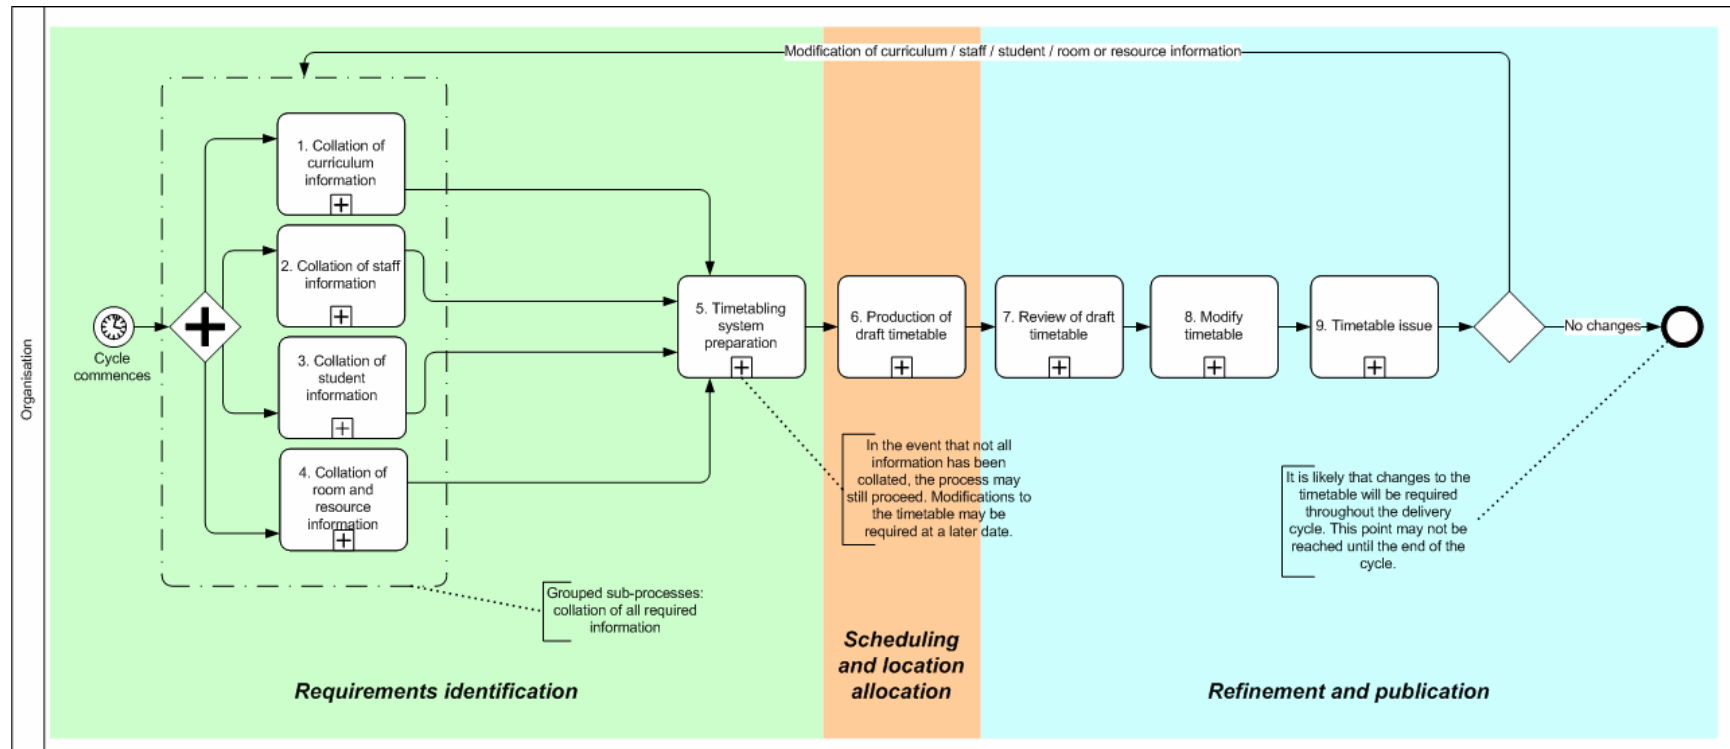 Modification of curriculum / staff / student / room or resource information
1. Collation of
curriculum
information
2. Collation of staff
information
3. Collation of
student
information
4. Collation of
room and
resource
information
Cycle
commences
Organisation
5. Timetabling
system
preparation
6. Production of
draft timetable
7. Review of draft
timetable
8. Modify
timetable
9. Timetable issue
No changes
In the event that not all
information has been
collated, the process may
still proceed. Modifications to
the timetable may be
required at a later date.
It is likely that changes to the
timetable will be required
throughout the delivery
cycle. This point may not be
reached until the end of the
cycle.
Grouped sub-processes:
collation of all required
information
Requirements identification
Scheduling
and location
allocation
Refinement and publication